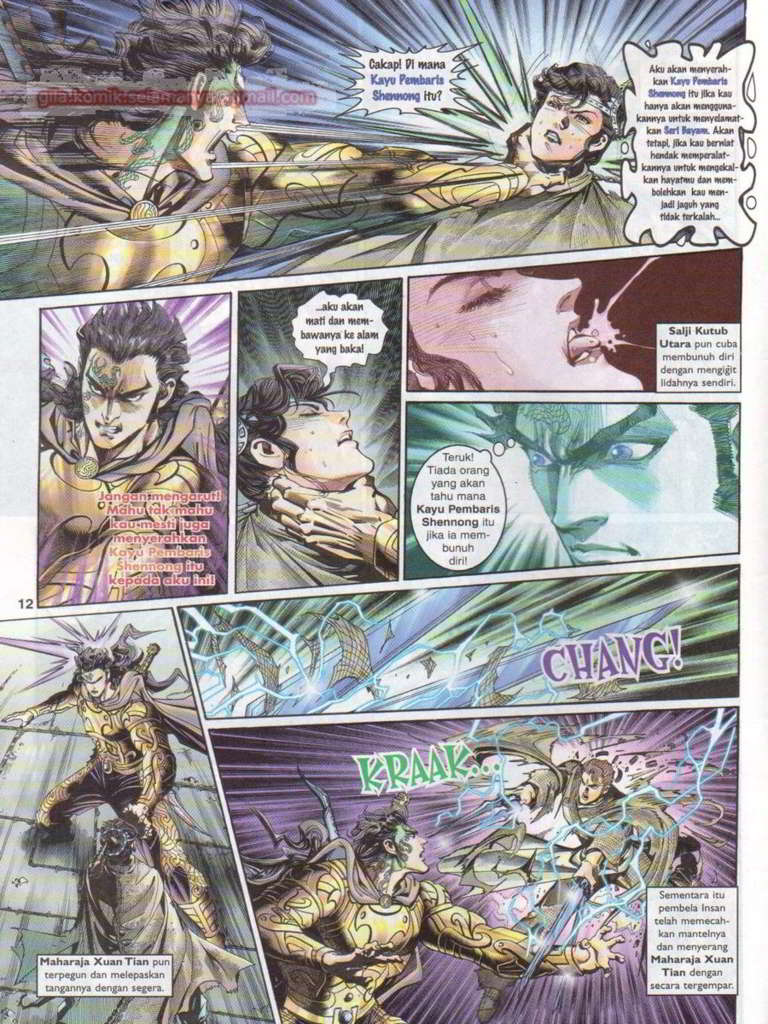 Cakap! Di mana
Kayu Pembaris
Shennong itu?
Aku akan menyerah-
kan Kayu Pembaris
Shennong itu jika kau
hanya akan mengguna-
kannya untuk menyelamat-
kan Seri Bayam. Akan
tetapi, jika kau berniat
hendak memperalat-
kannya untuk mengekal-
kan hayatmu dan mem-
bolehkan kau men-
jadi jaguh yang
tidak terkalah...
Jangan mengarut!
Mahu tak mahu
kau mesti juga
menyerahkan
Kayu Pembaris
Shennong itu
kepada aku ini!
...aku akan
mati dan mem-
bawanya ke alam
yang baka!
Salji Kutub
Utara pun cuba
membunuh diri
dengan mengigit
lidahnya sendiri.
Teruk!
Tiada orang
yang akan
tahu mana
Kayu Pembaris
Shennong itu
jika ia mem-
bunuh
diri!
12
CHANG!
Maharaja Xuan Tian pun
terpegun dan melepaskan
tangannya dengan segera.
KRAAK...
Sementara itu
pembela Insan
telah memecah-
kan mantelnya
dan menyerang
Maharaja Xuan
Tian dengan
secara tergempar.